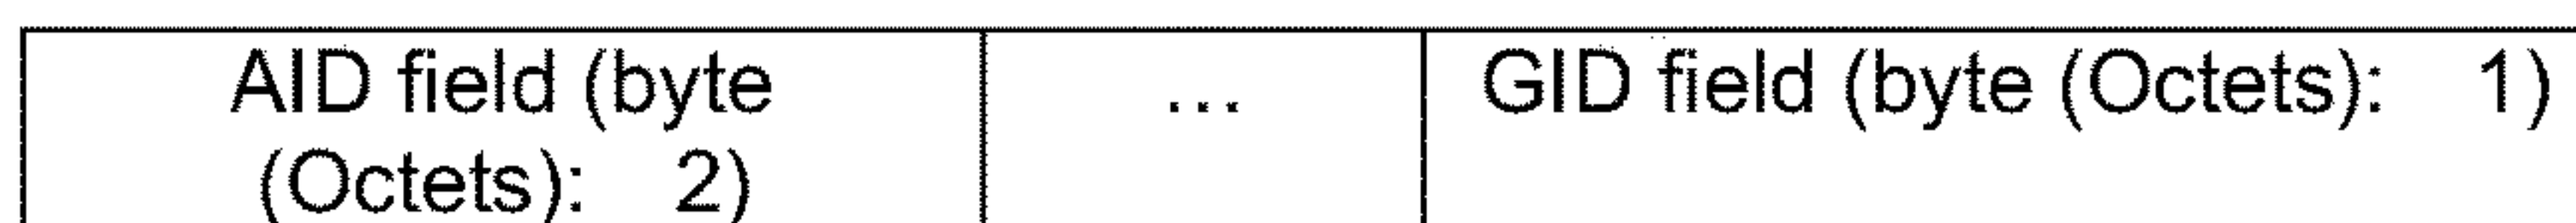 AID field (byte
(Octets): 2)
...
GID field (byte (Octets): 1)